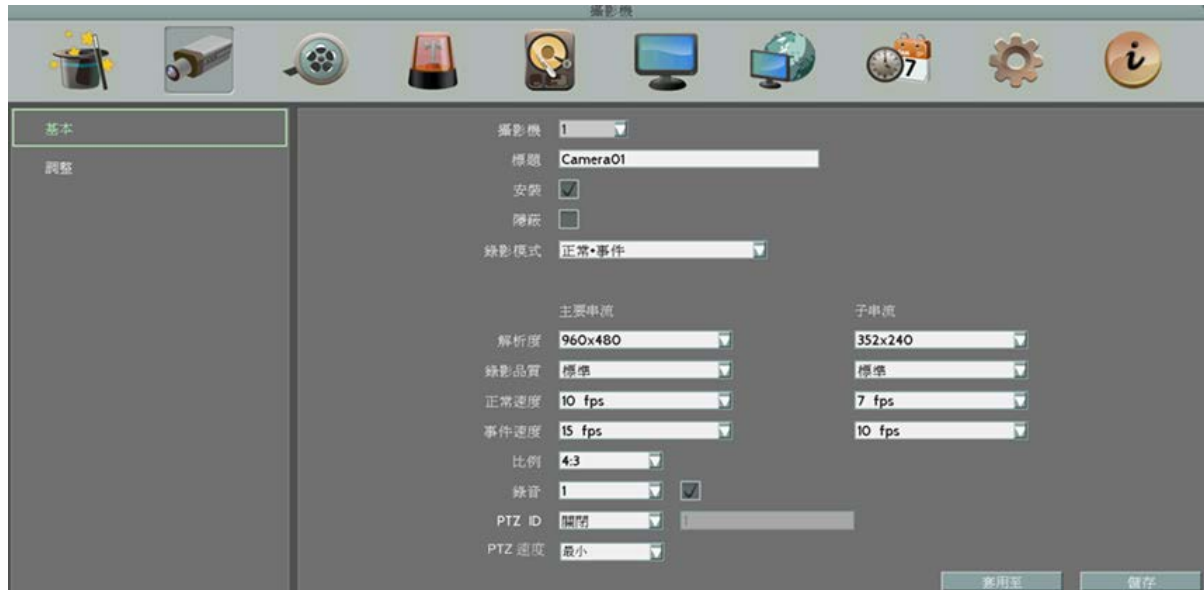 攝影機
7
i
基本
調整
攝影機 1
標題 Camera01
安裝
隱蔽
錄影模式 正常•事件
主要串流 子串流
解析度 960x480 352x240
錄影品質 標準 標準
正常速度 10 fps 7 fps
事件速度 15 fps 10 fps
比例 4:3
錄音 1
PTZ ID 關閉 1
PTZ 速度 最小
套用至 儲存